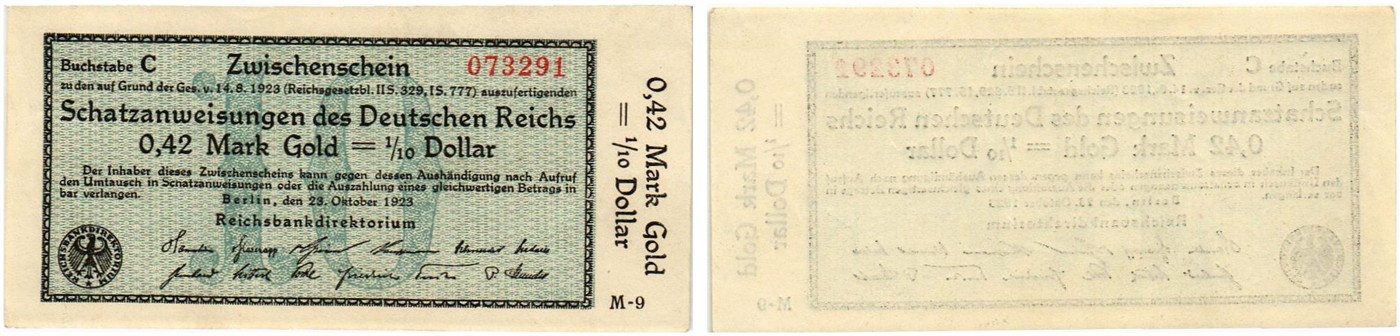 Buchstabe C Zwischenschein 073291
zu den auf Grund der Ges. v. 14. 8. 1923 (Reichsgesetzbl. II S. 329, I S. 777) auszufertigenden
Schatzanweisungen des Deutschen Reichs
0,42 Mark Gold = 1/10 Dollar
Der Inhaber dieses Zwischenscheins kann gegen dessen Aushändigung nach Aufruf
den Umtausch in Schatzanweisungen oder die Auszahlung eines gleichwertigen Betrags in
bar verlangen.
Berlin, den 23. Oktober 1923
Reichsbankdirektorium
REICHSBANKDIREKTORIUM
0,42 Mark Gold
= 1/10 Dollar
M-9